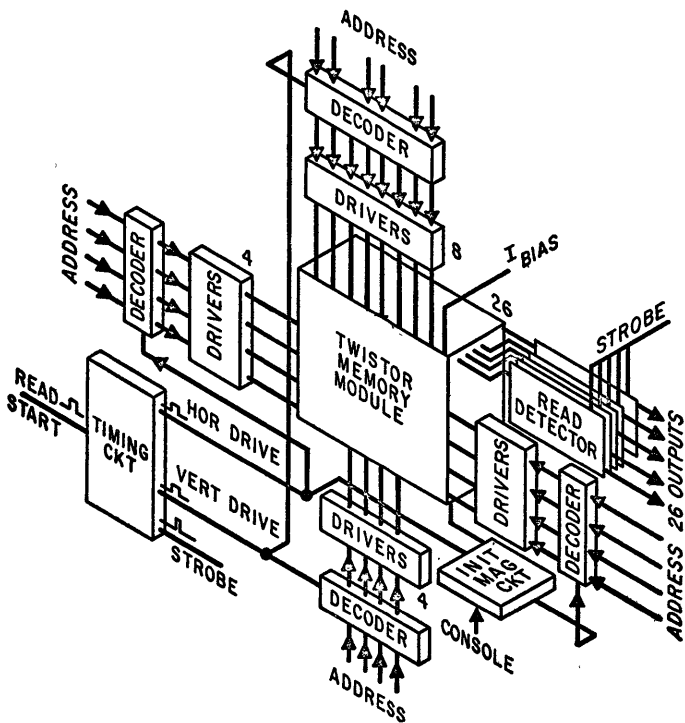 ADDRESS
DECODER
DRIVERS
8
I BIAS
ADDRESS
DECODER
4
DRIVERS
26
TWISTOR
MEMORY
MODULE
STROBE
READ
DETECTOR
26 OUTPUTS
READ
START
TIMING
CKT
HOR DRIVE
VERT DRIVE
STROBE
DRIVERS
DECODER
ADDRESS
DRIVERS
4
DECODER
ADDRESS
INIT
MAG
CKT
CONSOLE